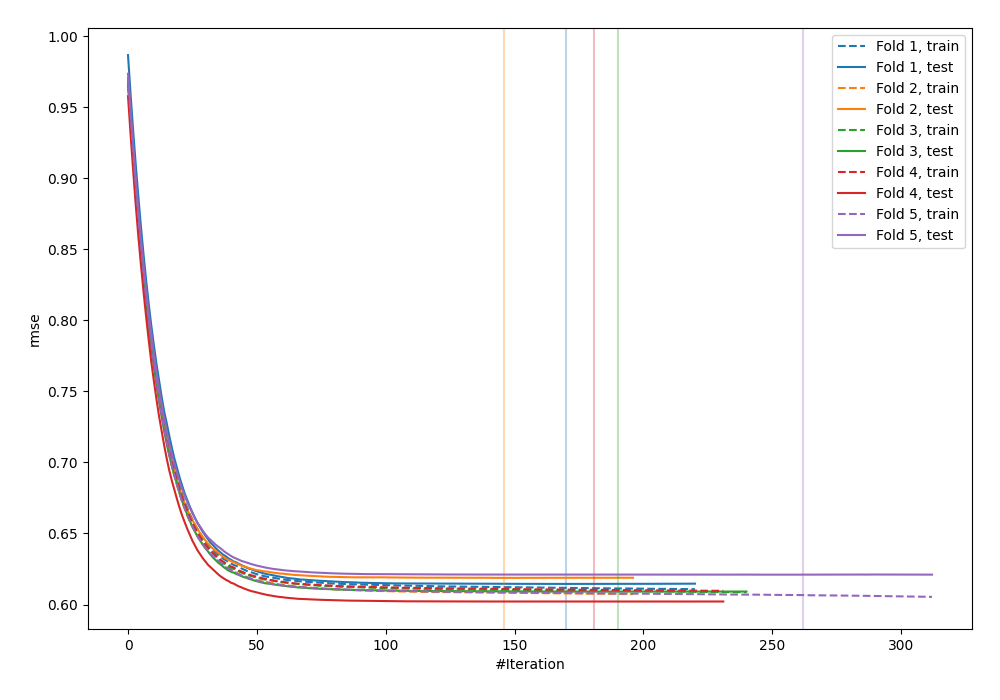 1.00
0.95
0.90
0.85
0.80
0.75
0.70
0.65
0.60
rmse
0
50
100
150
200
250
300
#Iteration
Fold 1, train
Fold 1, test
Fold 2, train
Fold 2, test
Fold 3, train
Fold 3, test
Fold 4, train
Fold 4, test
Fold 5, train
Fold 5, test